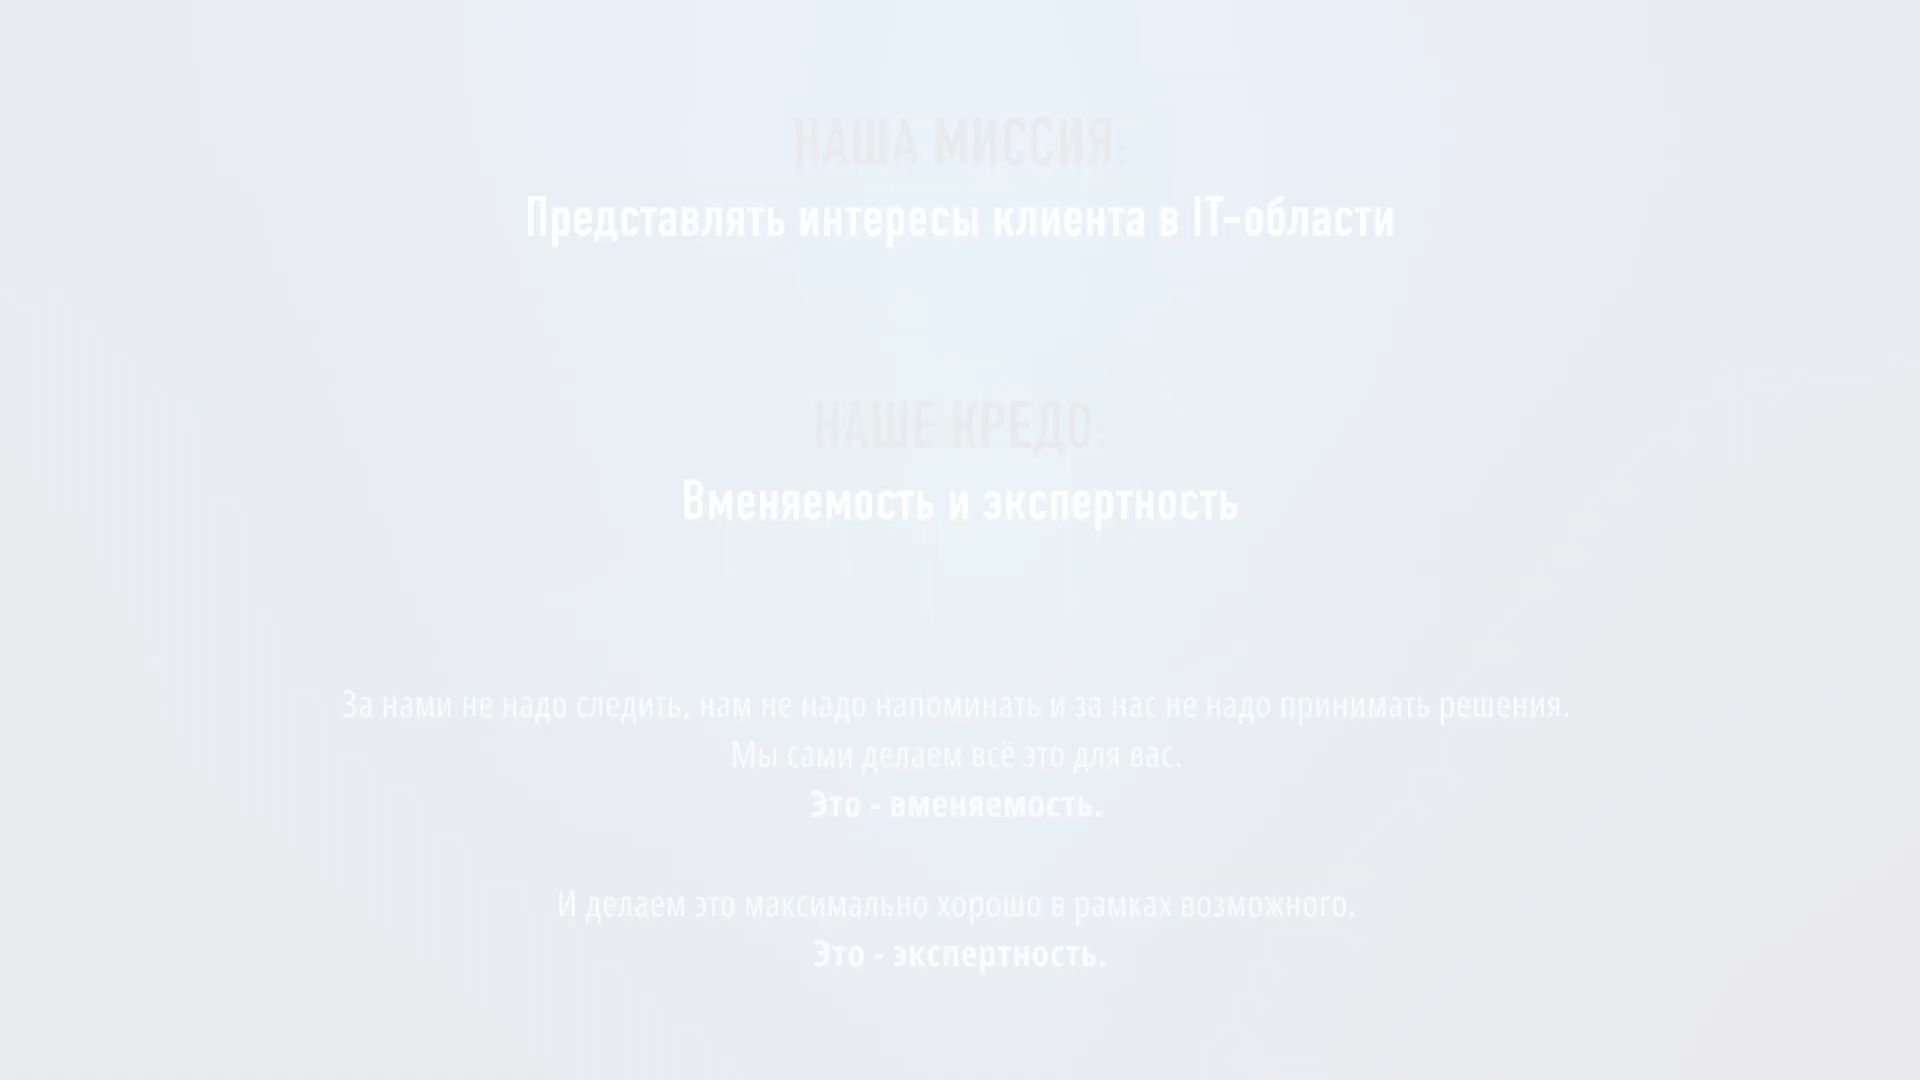 НАША МИССИЯ:
Представлять интересы клиента в IT-области
НАШЕ КРЕДО:
Вменяемость и экспертность
За нами не надо следить, нам не надо напоминать и за нас не надо принимать решения.
Мы сами делаем всё это для вас.
Это - вменяемость.
И делаем это максимально хорошо в рамках возможного.
Это - экспертность.